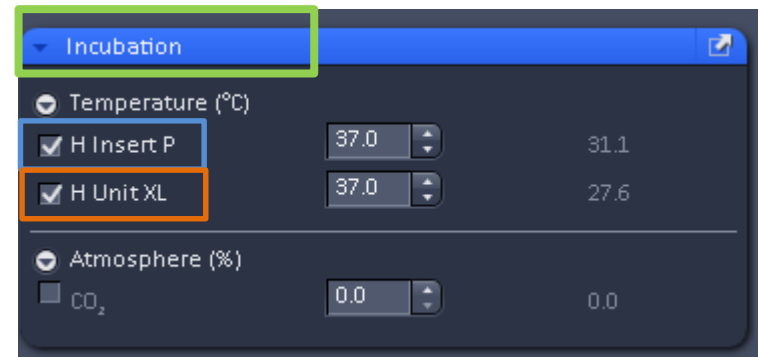 Incubation
Temperature (°C)
H Insert P 37.0 31.1
H Unit XL 37.0 27.6
Atmosphere (%)
CO₂ 0.0 0.0